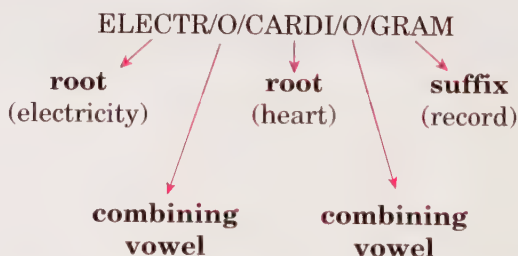 ELECTR/O/CARDI/O/GRAM
root root suffix
(electricity) (heart) (record)
combining combining
vowel vowel